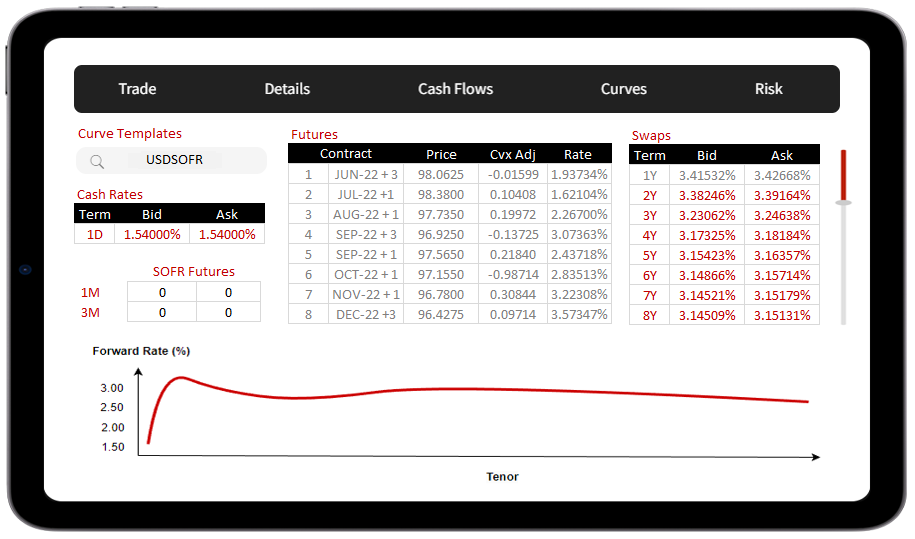 Trade Details Cash Flows Curves Risk
Curve Templates
USDSOFR
Cash Rates
Term Bid Ask
1D 1.54000% 1.54000%
SOFR Futures
1M 0 0
3M 0 0
Futures
Contract Price Cvx Adj Rate
1 JUN-22 + 3 98.0625 -0.01599 1.93734%
2 JUL-22 +1 98.3800 0.10408 1.62104%
3 AUG-22 + 1 97.7350 0.19972 2.26700%
4 SEP-22 + 3 96.9250 -0.13725 3.07363%
5 SEP-22 + 1 97.5650 0.21840 2.43718%
6 OCT-22 + 1 97.1550 -0.98714 2.83513%
7 NOV-22 + 1 96.7800 0.30844 3.22308%
8 DEC-22 +3 96.4275 0.09714 3.57347%
Swaps
Term Bid Ask
1Y 3.41532% 3.42668%
2Y 3.38246% 3.39164%
3Y 3.23062% 3.24638%
4Y 3.17325% 3.18184%
5Y 3.15423% 3.16357%
6Y 3.14866% 3.15714%
7Y 3.14521% 3.15179%
8Y 3.14509% 3.15131%
Forward Rate (%)
3.00
2.50
2.00
1.50
Tenor